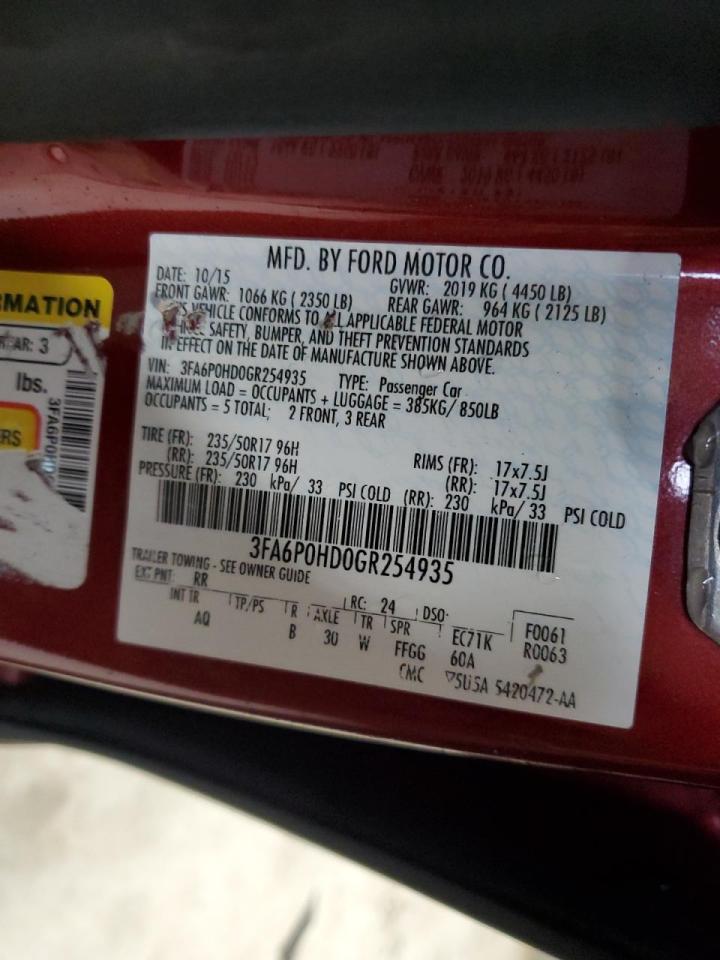 MFD. BY FORD MOTOR CO.
DATE: 10/15 GVWR: 2019 KG ( 4450 LB)
FRONT GAWR: 1066 KG ( 2350 LB) REAR GAWR: 964 KG ( 2125 LB)
VEHICLE CONFORMS TO APPLICABLE FEDERAL MOTOR
SAFETY, BUMPER, AND THEFT PREVENTION STANDARDS
IN EFFECT ON THE DATE OF MANUFACTURE SHOWN ABOVE.
VIN: 3FA6P0HD0GR254935 TYPE: Passenger Car
MAXIMUM LOAD = OCCUPANTS + LUGGAGE = 385KG/ 850LB
OCCUPANTS = 5 TOTAL; 2 FRONT, 3 REAR
TIRE (FR): 235/50R17 96H RIMS (FR): 17x7.5J
(RR): 235/50R17 96H (RR): 17x7.5J
PRESSURE (FR): 230 kPa/ 33 PSI COLD (RR): 230 kPa/ 33 PSI COLD
3FA6P0HD0GR254935
TRAILER TOWING - SEE OWNER GUIDE
EXT PNT: RR RC: 24 DSO: F0061
INT TR TP/PS R AXLE TR SPR EC71K R0063
AQ B 30 W FFGG 60A
CMC 5U5A 5420472-AA
RMATION
AR: 3
lbs.
ERS
3FA6P0H